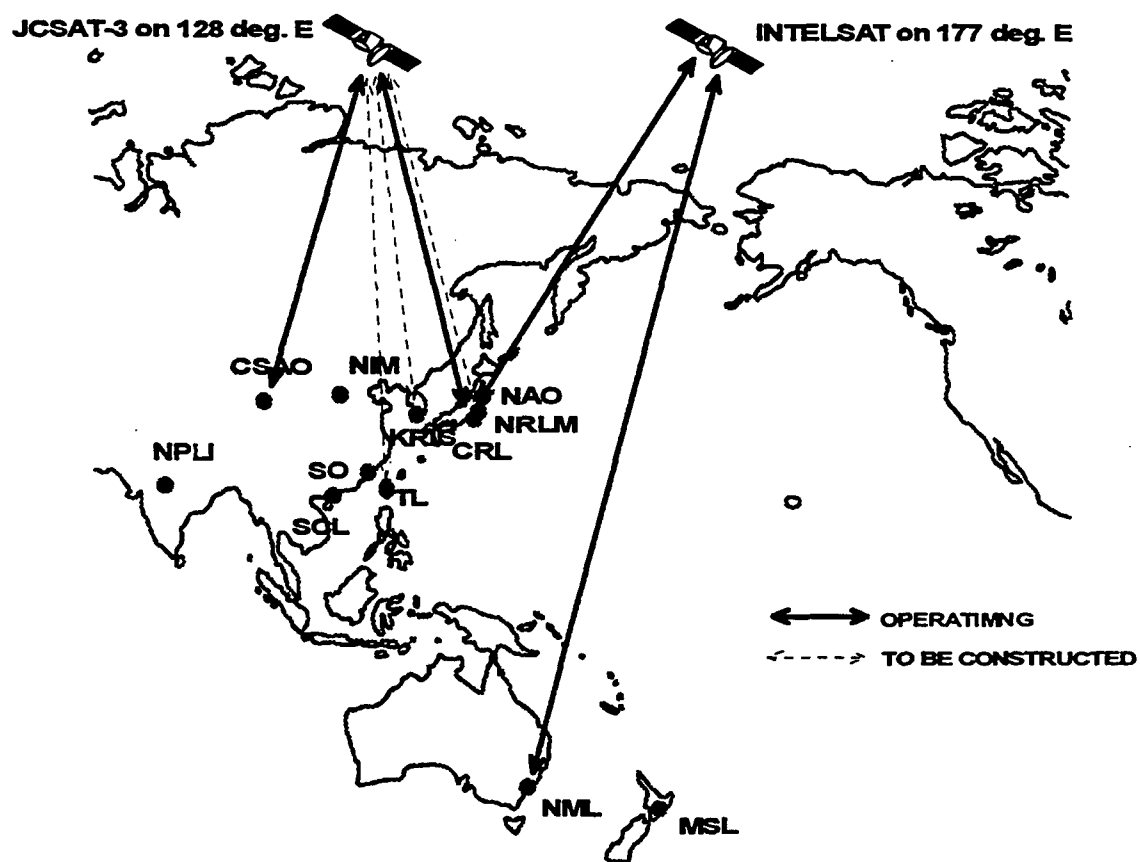 JCSAT-3 on 128 deg. E
INTELSAT on 177 deg. E
CSAO
NIM
NAO
NRLM
KRIS
CRL
NPLI
SO
TL
SCL
OPERATIMNG
TO BE CONSTRUCTED
NML
MSL